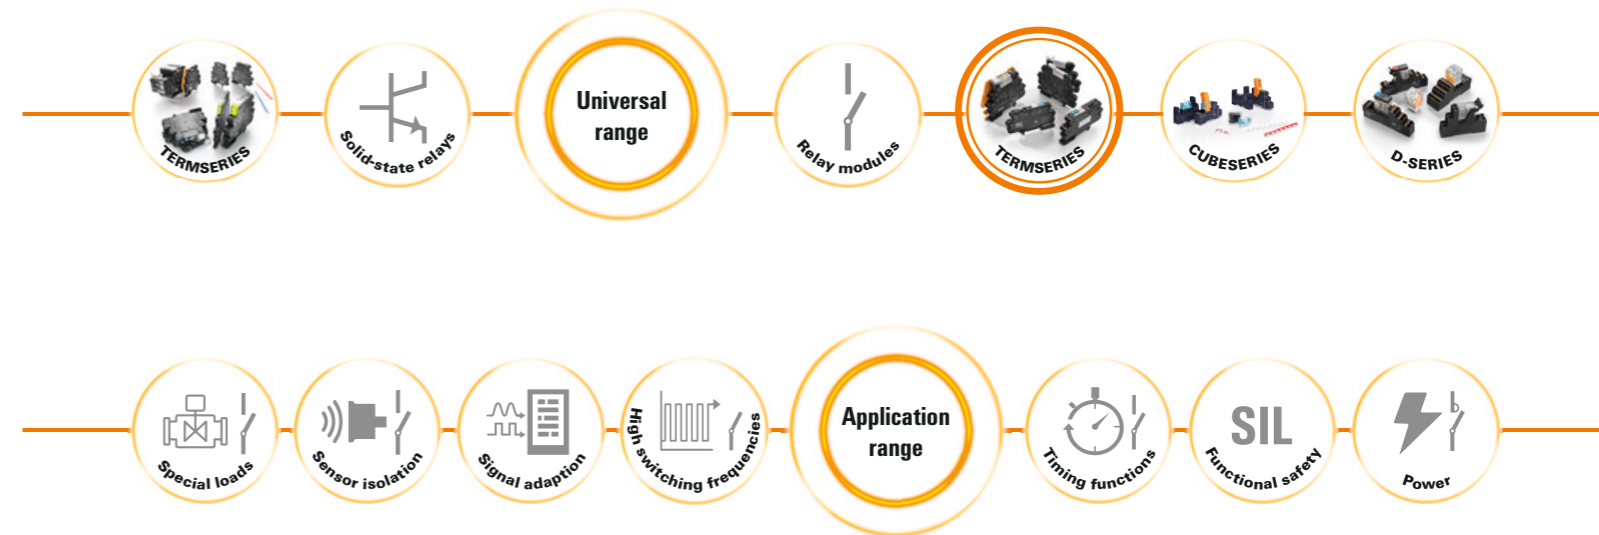 TERMSERIES
Solid-state relays
Universal
range
Relay modules
TERMSERIES
CUBESERIES
D-SERIES
Special loads
Sensor isolation
Signal adaption
High switching frequencies
Application
range
Timing functions
SIL
Functional safety
Power